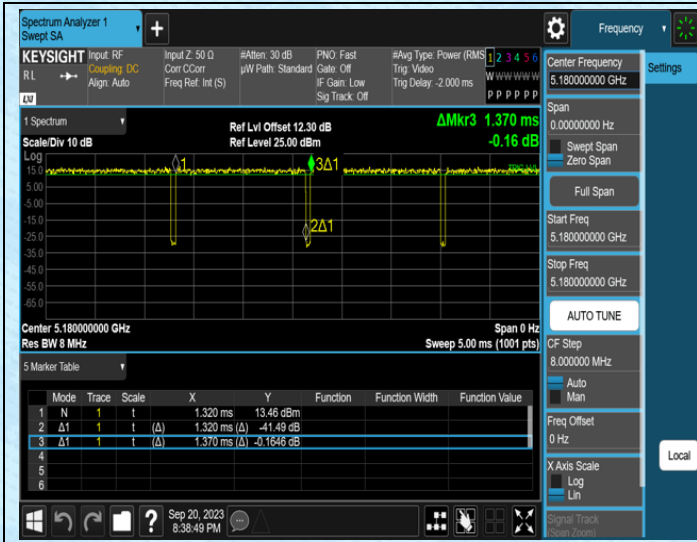 Spectrum Analyzer 1
Swept SA
Frequency
KEYSIGHT Input: RF Input Z: 50 Ω #Atten: 30 dB PNO: Fast #Avg Type: Power (RMS 1 2 3 4 5 6
RL Coupling: DC Corr CCorr µW Path: Standard Gate: Off Trig: Video W W W W W W
Align: Auto Freq Ref: Int (S) IF Gain: Low Trig Delay: -2.000 ms
Sig Track: Off P P P P P P
LXI
1 Spectrum
Ref Lvl Offset 12.30 dB
ΔMkr3 1.370 ms
Scale/Div 10 dB Ref Level 25.00 dBm -0.16 dB
Log
15.0
5.00
-5.00
-15.0
-25.0
-35.0
-45.0
-55.0
-65.0
1
3Δ1
2Δ1
Center 5.180000000 GHz Span 0 Hz
Res BW 8 MHz Sweep 5.00 ms (1001 pts)
5 Marker Table
Mode Trace Scale X Y Function Function Width Function Value
1 N 1 t 1.320 ms 13.46 dBm
2 Δ1 1 t (Δ) 1.320 ms (Δ) -41.49 dB
3 Δ1 1 t (Δ) 1.370 ms (Δ) -0.1646 dB
4
5
6
Sep 20, 2023
8:38:49 PM
?
Center Frequency
5.180000000 GHz
Settings
Span
0.00000000 Hz
Swept Span
Zero Span
Full Span
Start Freq
5.180000000 GHz
Stop Freq
5.180000000 GHz
AUTO TUNE
CF Step
8.000000 MHz
Auto
Man
Freq Offset
0 Hz
X Axis Scale
Log
Lin
Signal Track
(Span Zoom)
Local